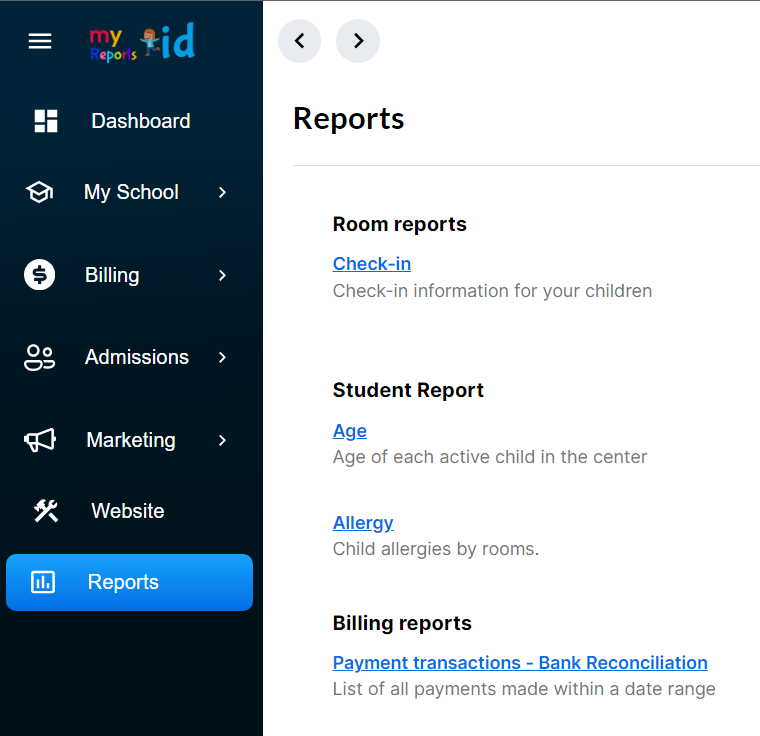 my
Reports
Kid
Dashboard
My School
Billing
Admissions
Marketing
Website
Reports
Reports
Room reports
Check-in
Check-in information for your children
Student Report
Age
Age of each active child in the center
Allergy
Child allergies by rooms.
Billing reports
Payment transactions - Bank Reconciliation
List of all payments made within a date range